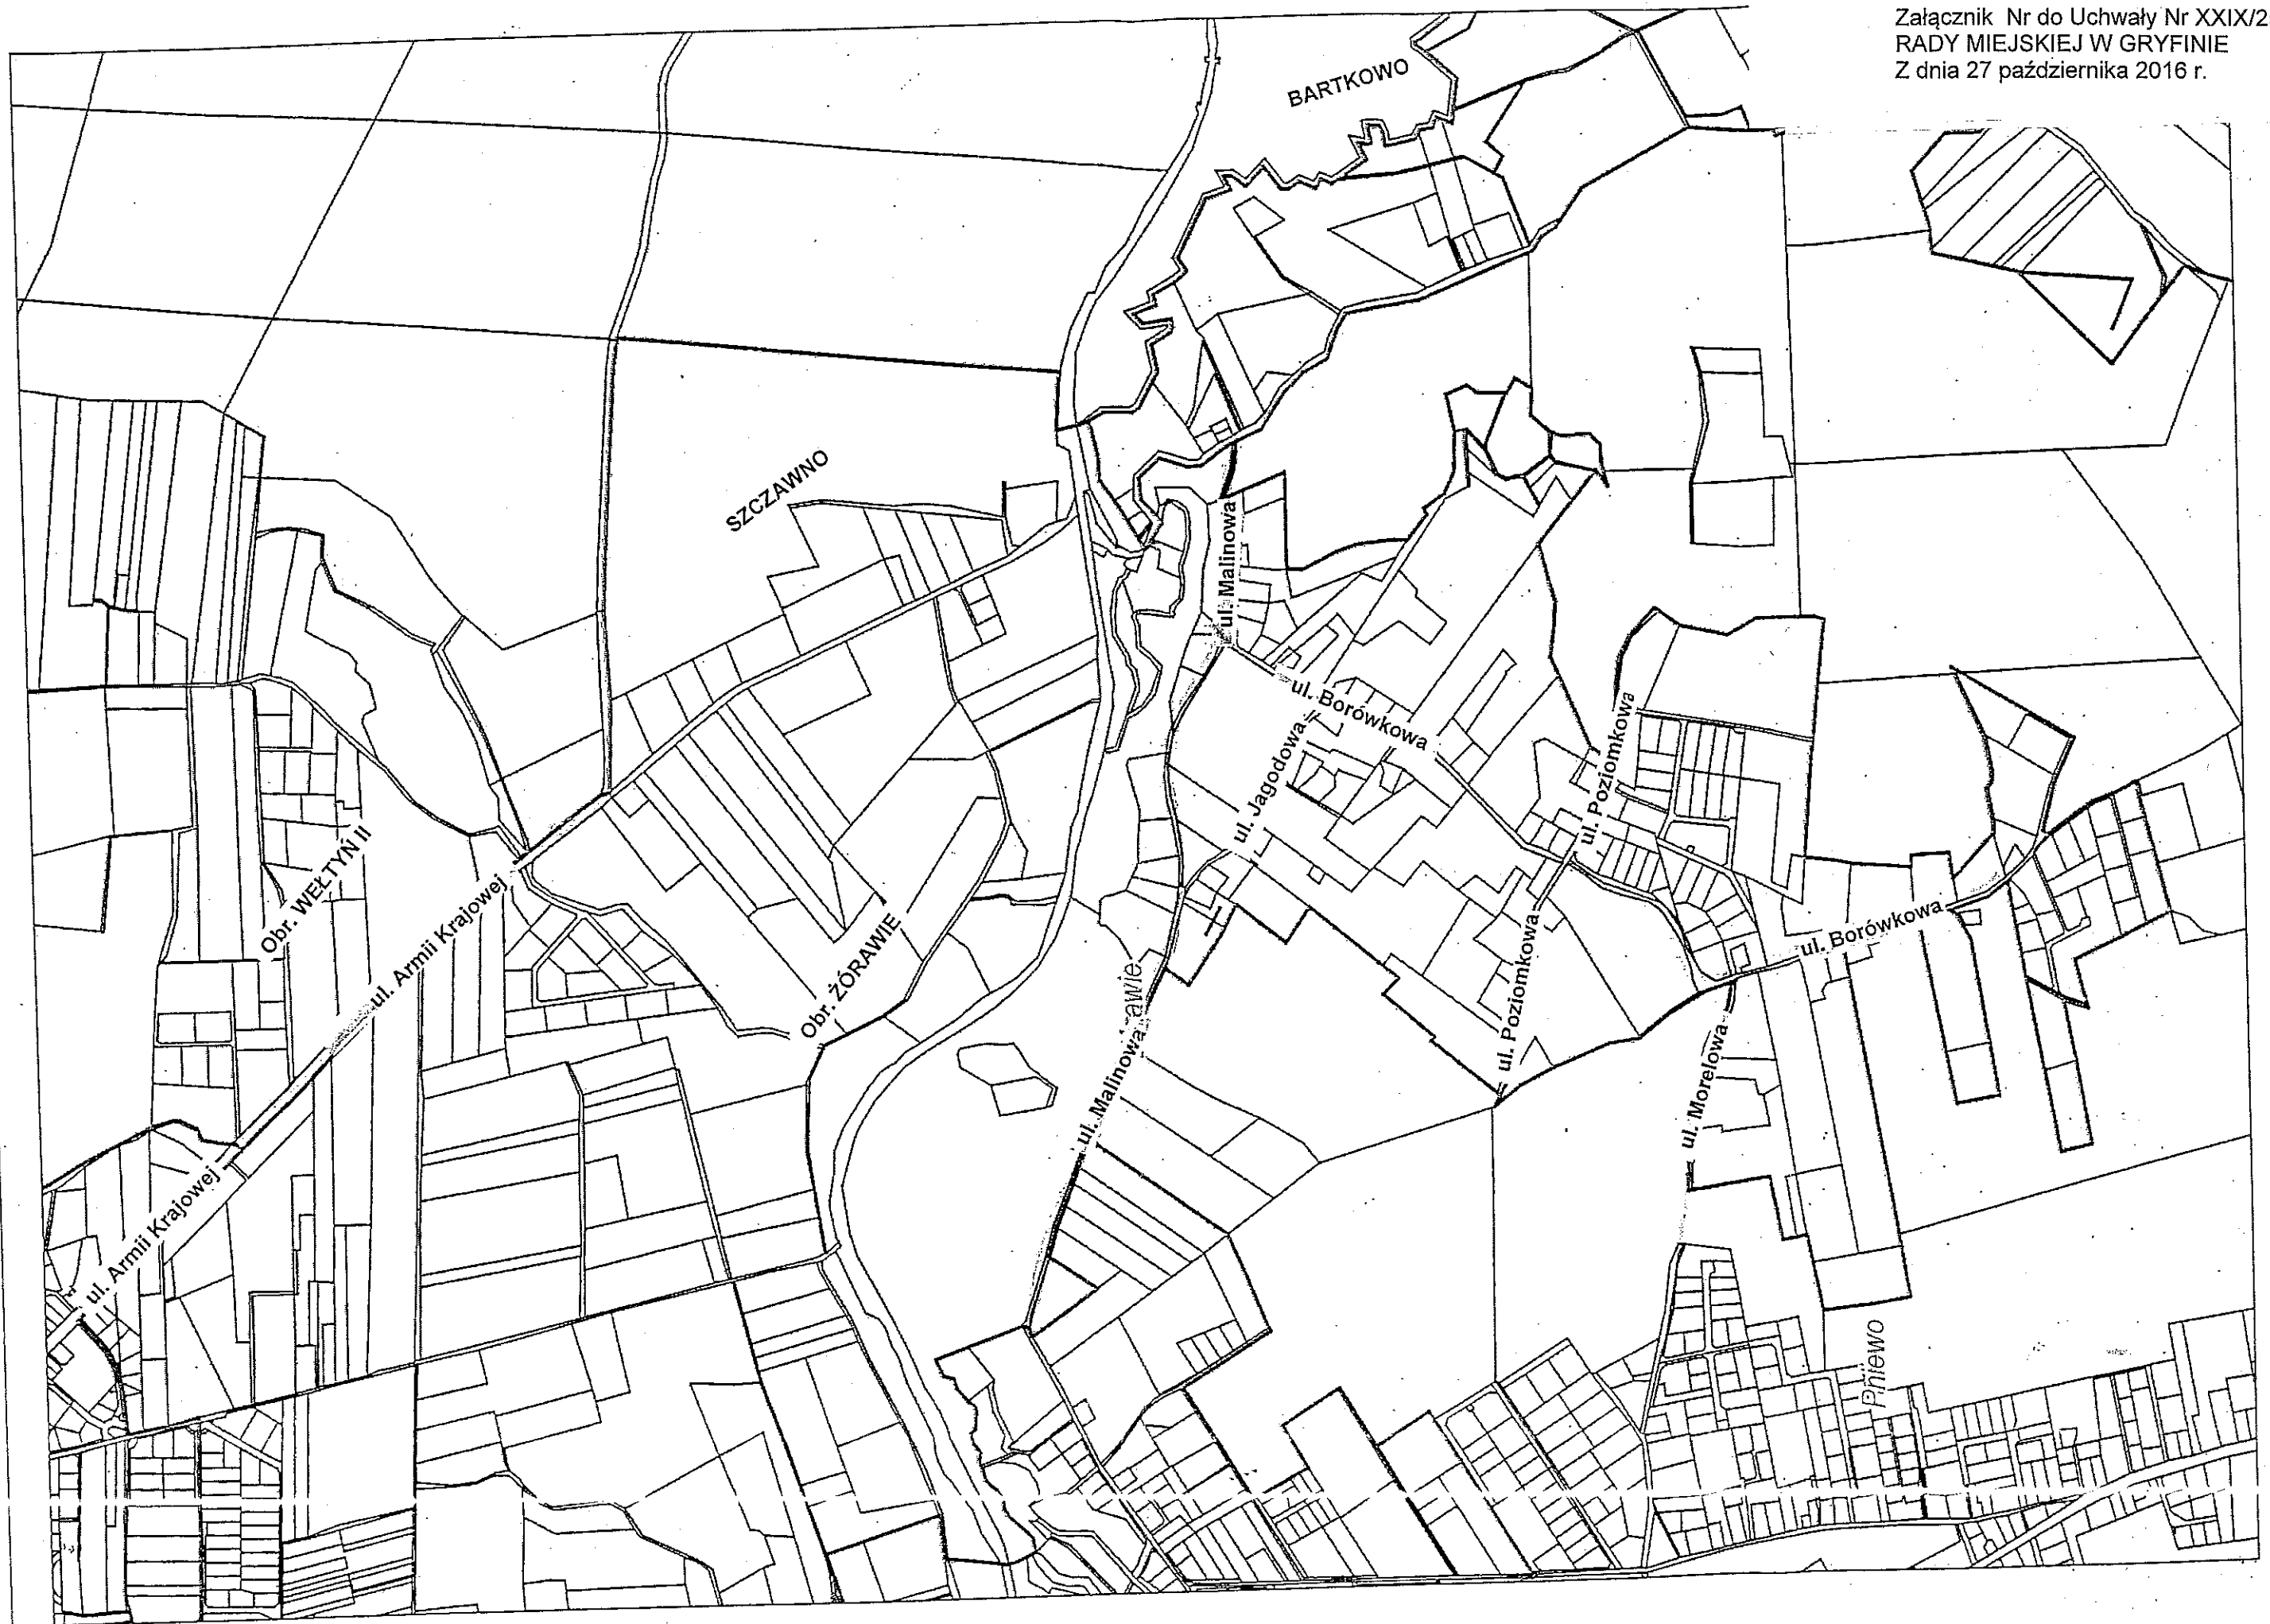 Załącznik Nr do Uchwały Nr XXIX/2
RADY MIEJSKIEJ W GRYFINIE
Z dnia 27 października 2016 r.
BARTKOWO
SZCZAWNO
ul. Malinowa
ul. Borówkowa
ul. Jagodowa
ul. Poziomkowa
ul. Poziomkowa
ul. Borówkowa
Obr. WEŁTYŃ II
ul. Armii Krajowej
Obr. ŻÓRAWIE
awie
ul. Malinowa
ul. Morelowa
ul. Armii Krajowej
Pniewo